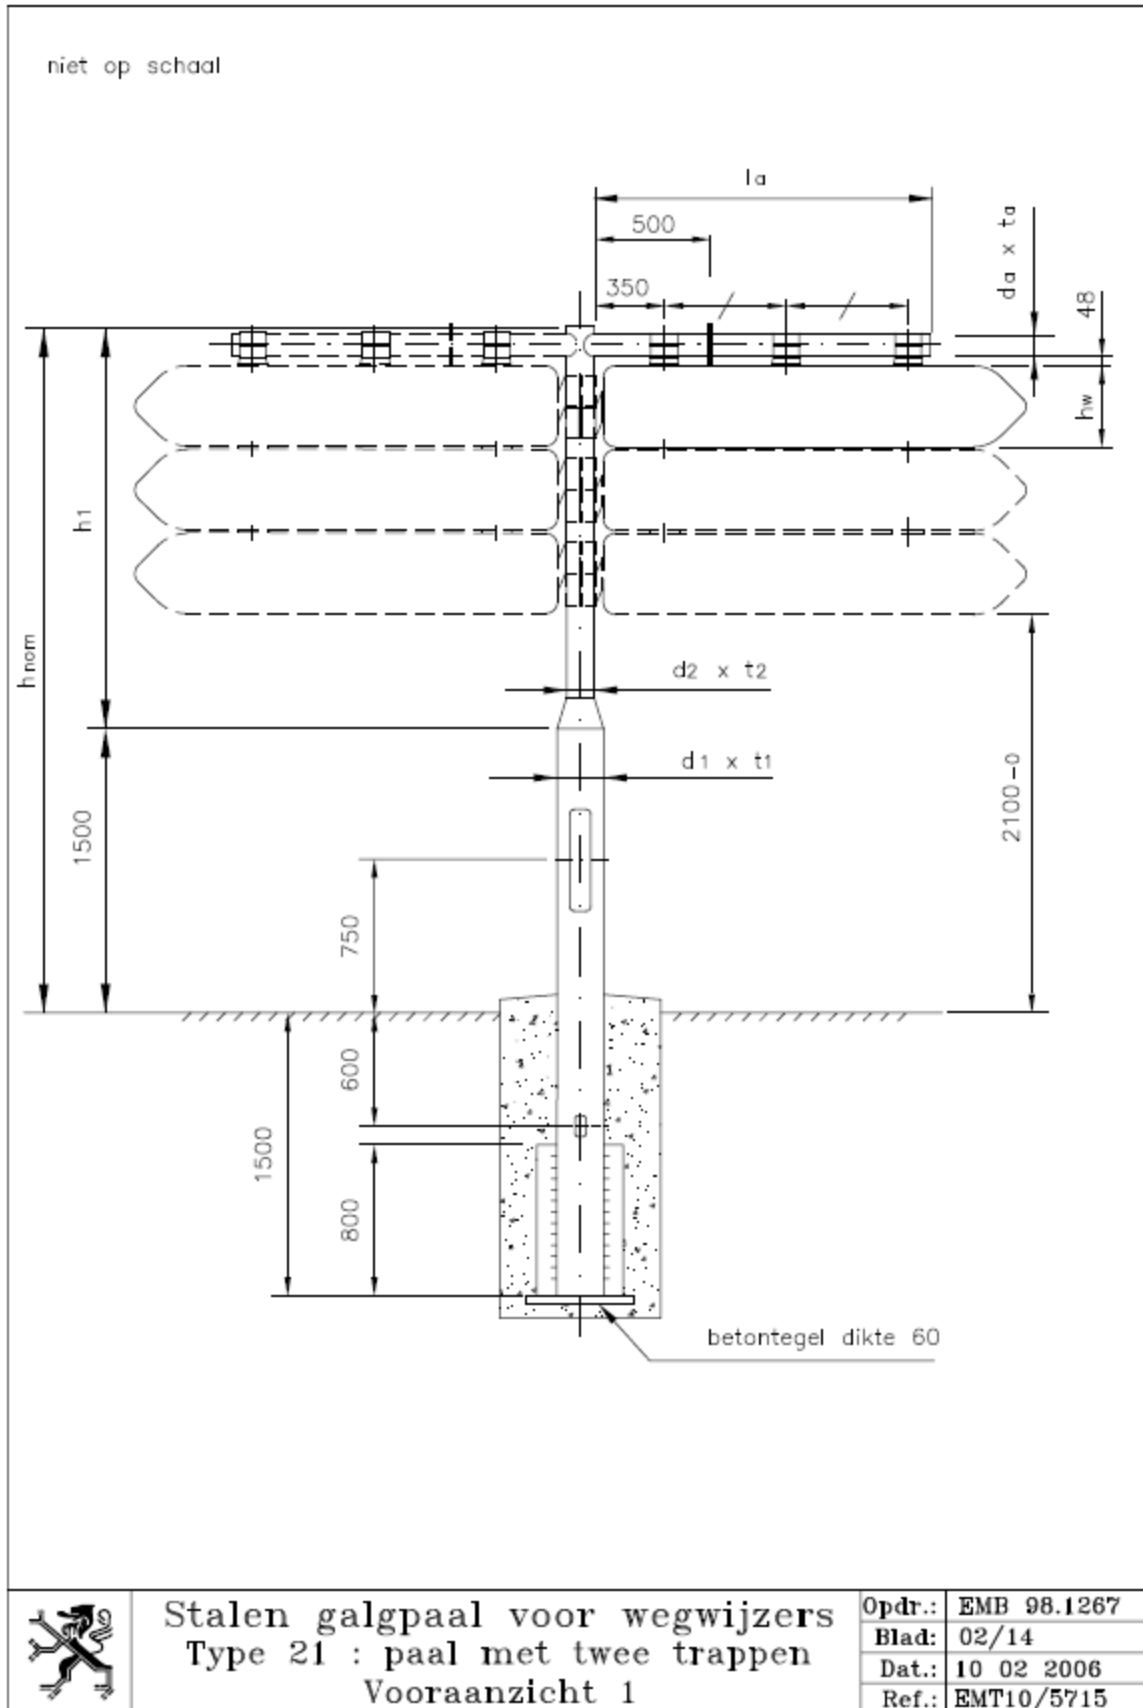 niet op schaal
la
500
da x ta
350
48
hw
h1
hnom
d2 x t2
d1 x t1
2100-0
1500
750
600
1500
800
betontegel dikte 60
Stalen galgpaal voor wegwijzers
Type 21 : paal met twee trappen
Vooraanzicht 1
Opdr.: EMB 98.1267
Blad: 02/14
Dat.: 10 02 2006
Ref.: EMT10/5715